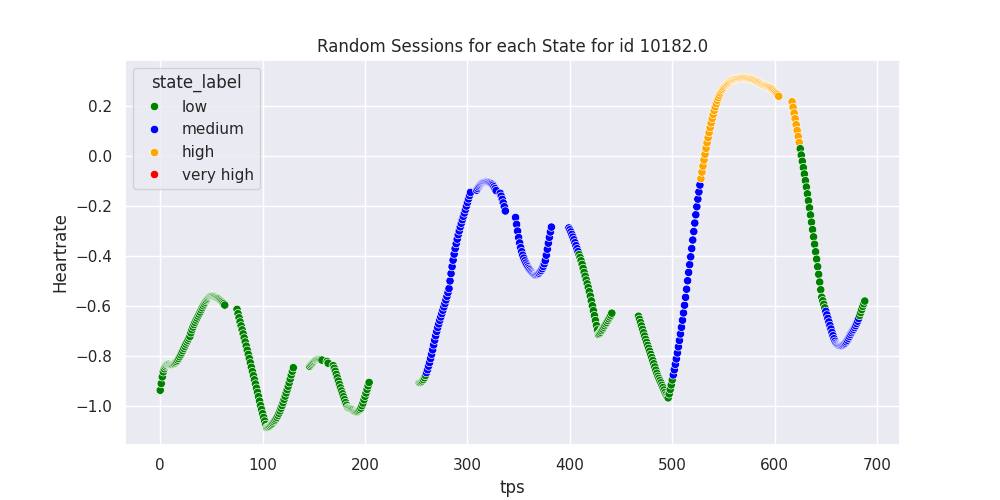 Random Sessions for each State for id 10182.0
state_label
low
medium
high
very high
0.2
0.0
−0.2
−0.4
−0.6
−0.8
−1.0
Heartrate
0 100 200 300 400 500 600 700
tps